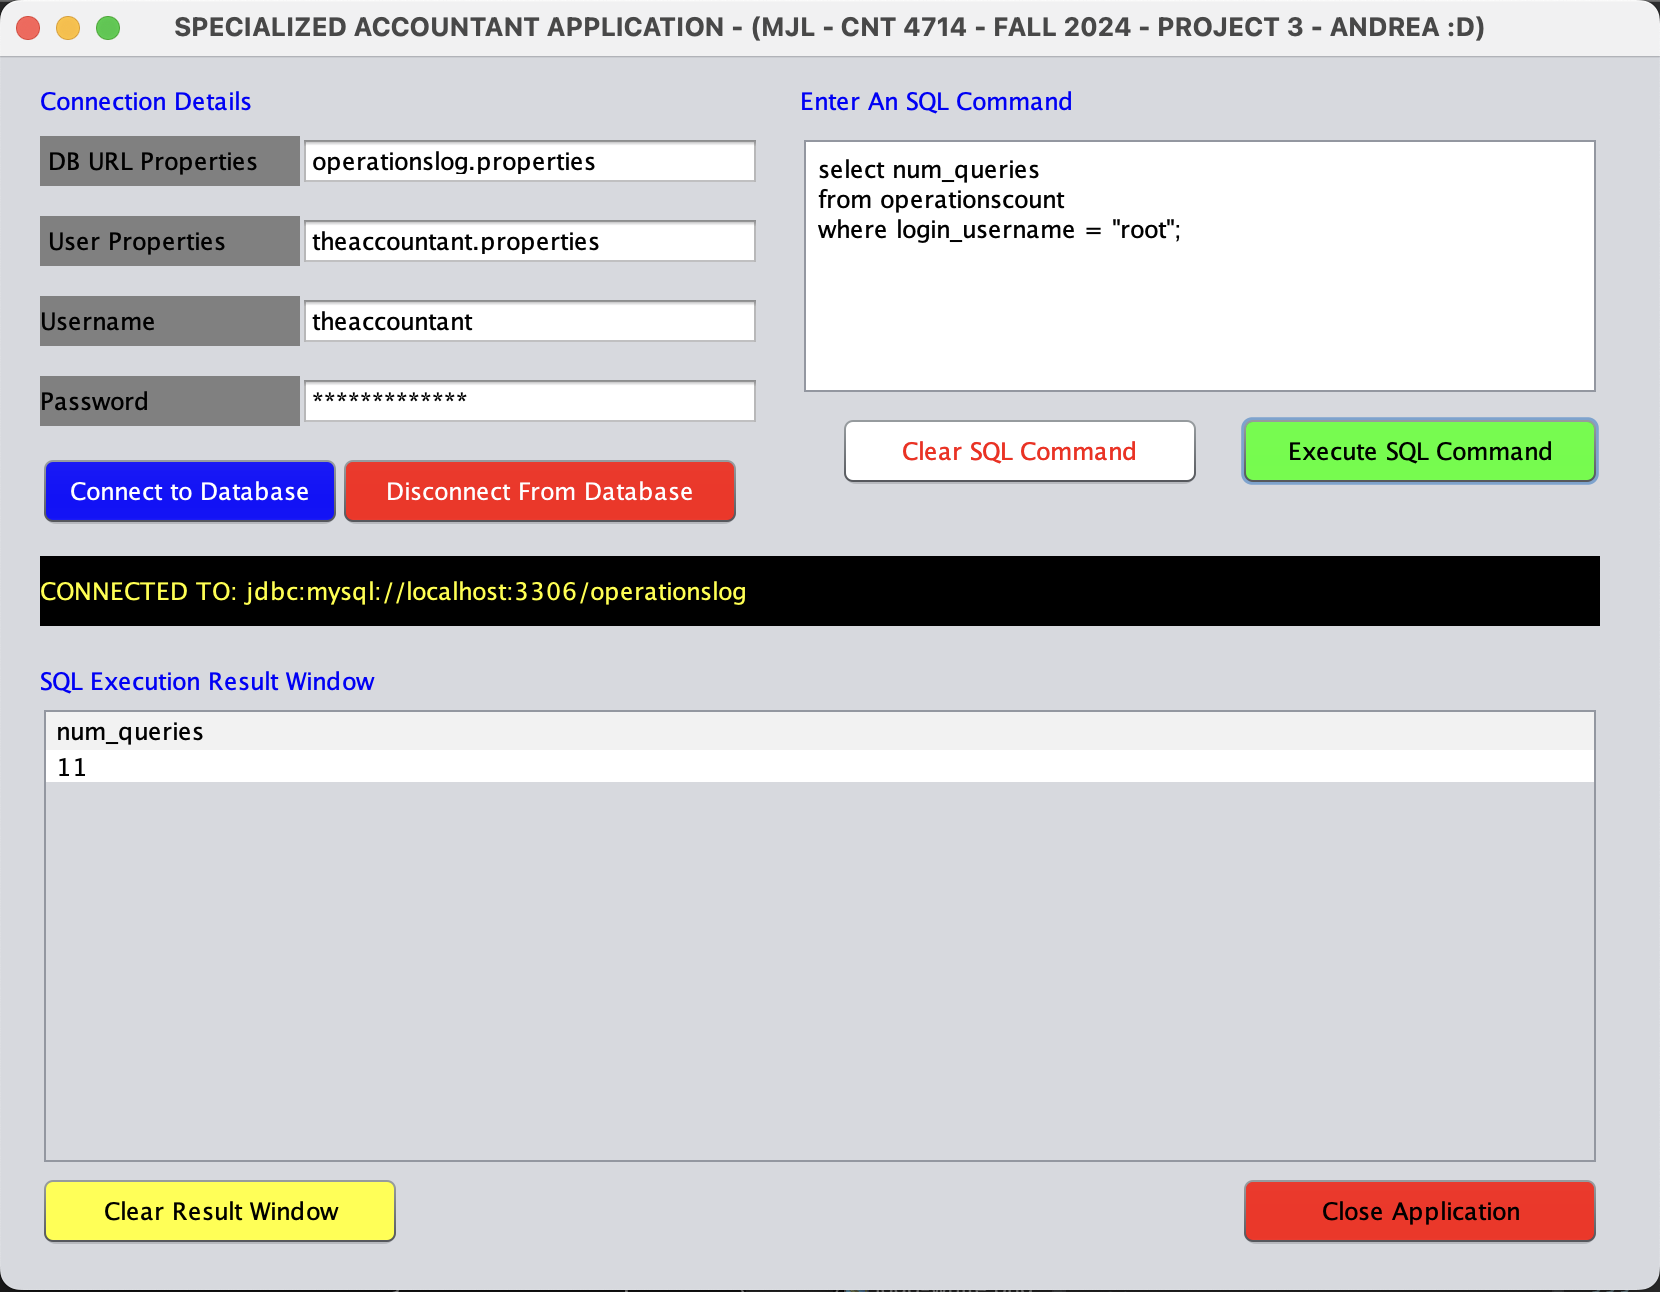 SPECIALIZED ACCOUNTANT APPLICATION - (MJL - CNT 4714 - FALL 2024 - PROJECT 3 - ANDREA :D)
Connection Details
DB URL Properties
operationslog.properties
User Properties
theaccountant.properties
Username
theaccountant
Password
*************
Connect to Database
Disconnect From Database
Enter An SQL Command
select num_queries
from operationscount
where login_username = "root";
Clear SQL Command
Execute SQL Command
CONNECTED TO: jdbc:mysql://localhost:3306/operationslog
SQL Execution Result Window
num_queries
11
Clear Result Window
Close Application